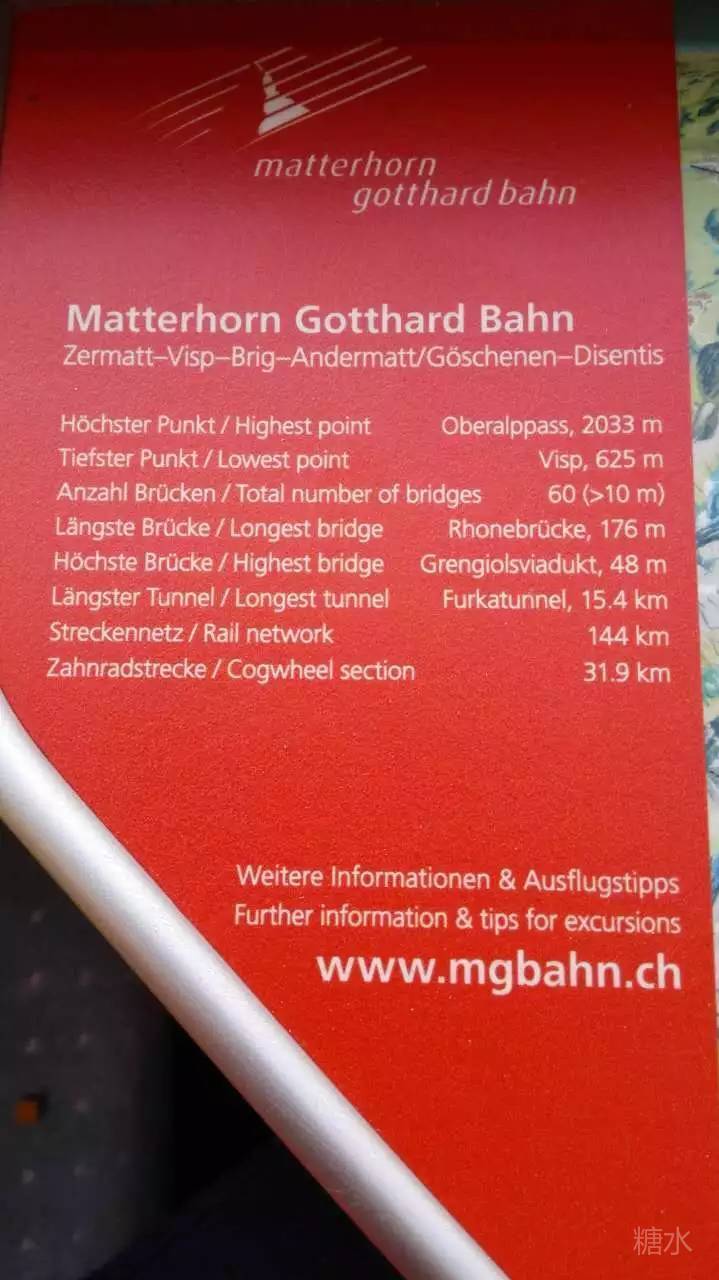 matterhorn
gotthard bahn
Matterhorn Gotthard Bahn
Zermatt–Visp–Brig–Andermatt/Göschenen–Disentis
Höchster Punkt / Highest point Oberalppass, 2033 m
Tiefster Punkt / Lowest point Visp, 625 m
Anzahl Brücken / Total number of bridges 60 (>10 m)
Längste Brücke / Longest bridge Rhonebrücke, 176 m
Höchste Brücke / Highest bridge Grengiolsviadukt, 48 m
Längster Tunnel / Longest tunnel Furkatunnel, 15.4 km
Streckennetz / Rail network 144 km
Zahnradstrecke / Cogwheel section 31.9 km
Weitere Informationen & Ausflugstipps
Further information & tips for excursions
www.mgbahn.ch
糖水